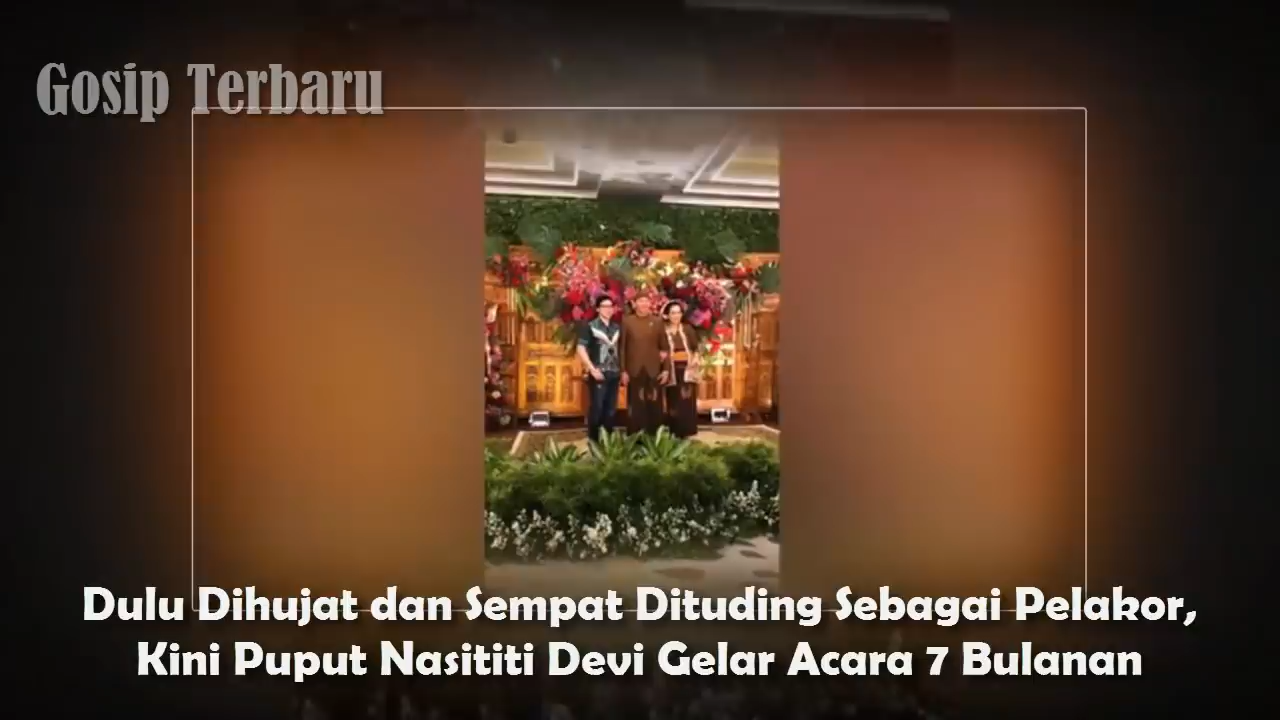 Gosip Terbaru
Dulu Dihujat dan Sempat Dituding Sebagai Pelakor,
Kini Puput Nasititi Devi Gelar Acara 7 Bulanan